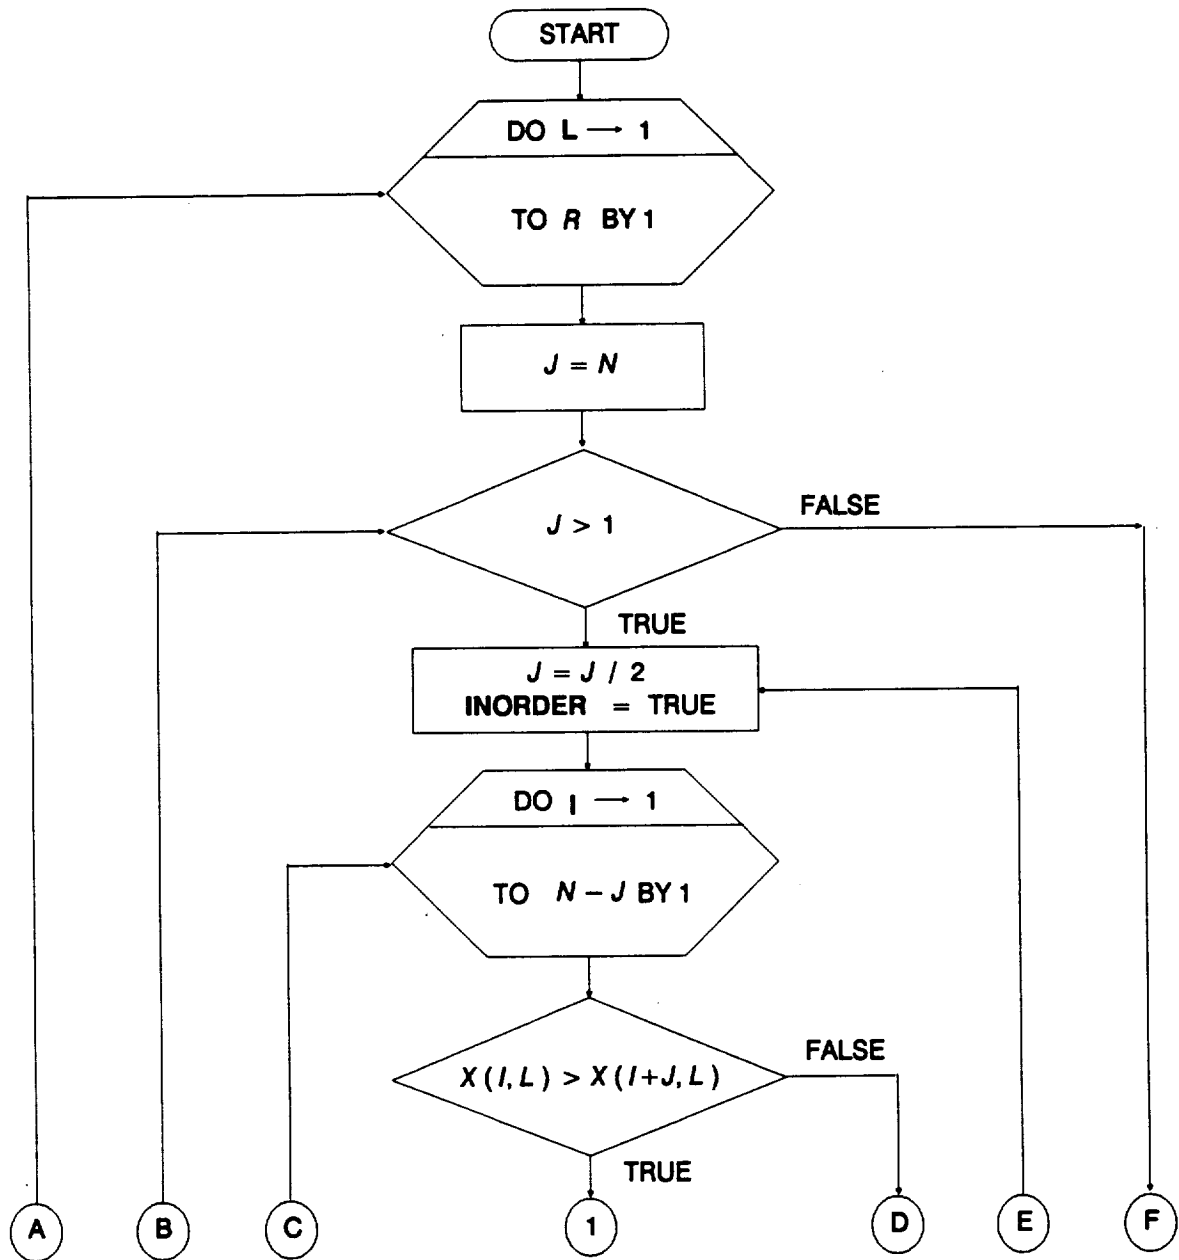 START
DO L → 1
TO R BY 1
J = N
J > 1
FALSE
TRUE
J = J / 2
INORDER = TRUE
DO I → 1
TO N – J BY 1
X(I,L) > X(I+J,L)
FALSE
TRUE
A
B
C
1
D
E
F